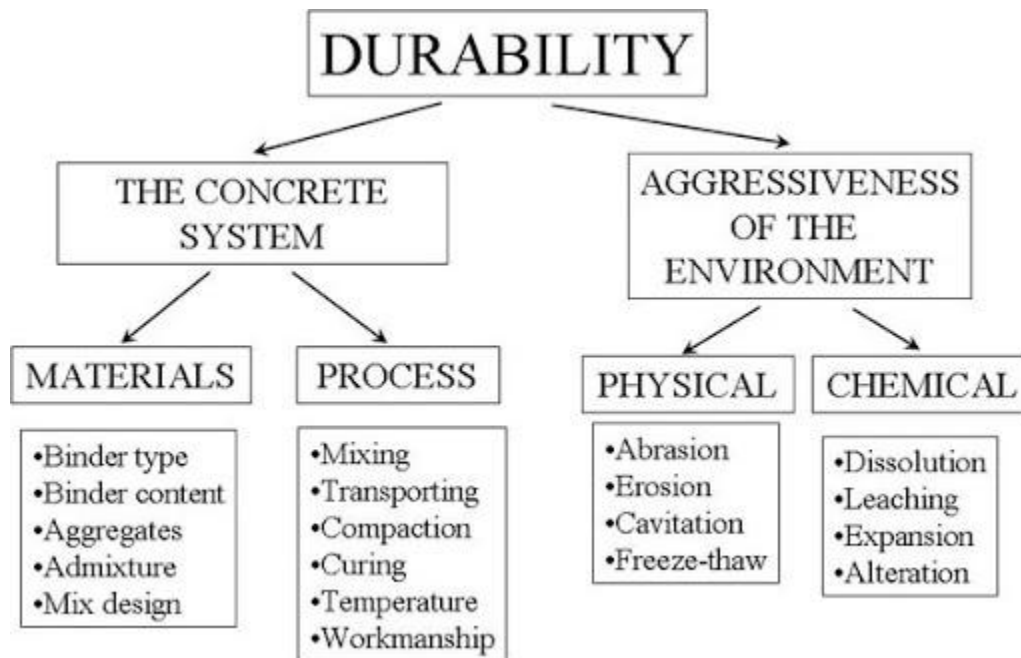 DURABILITY
THE CONCRETE
SYSTEM
AGGRESSIVENESS
OF THE
ENVIRONMENT
MATERIALS
•Binder type
•Binder content
•Aggregates
•Admixture
•Mix design
PROCESS
•Mixing
•Transporting
•Compaction
•Curing
•Temperature
•Workmanship
PHYSICAL
•Abrasion
•Erosion
•Cavitation
•Freeze-thaw
CHEMICAL
•Dissolution
•Leaching
•Expansion
•Alteration